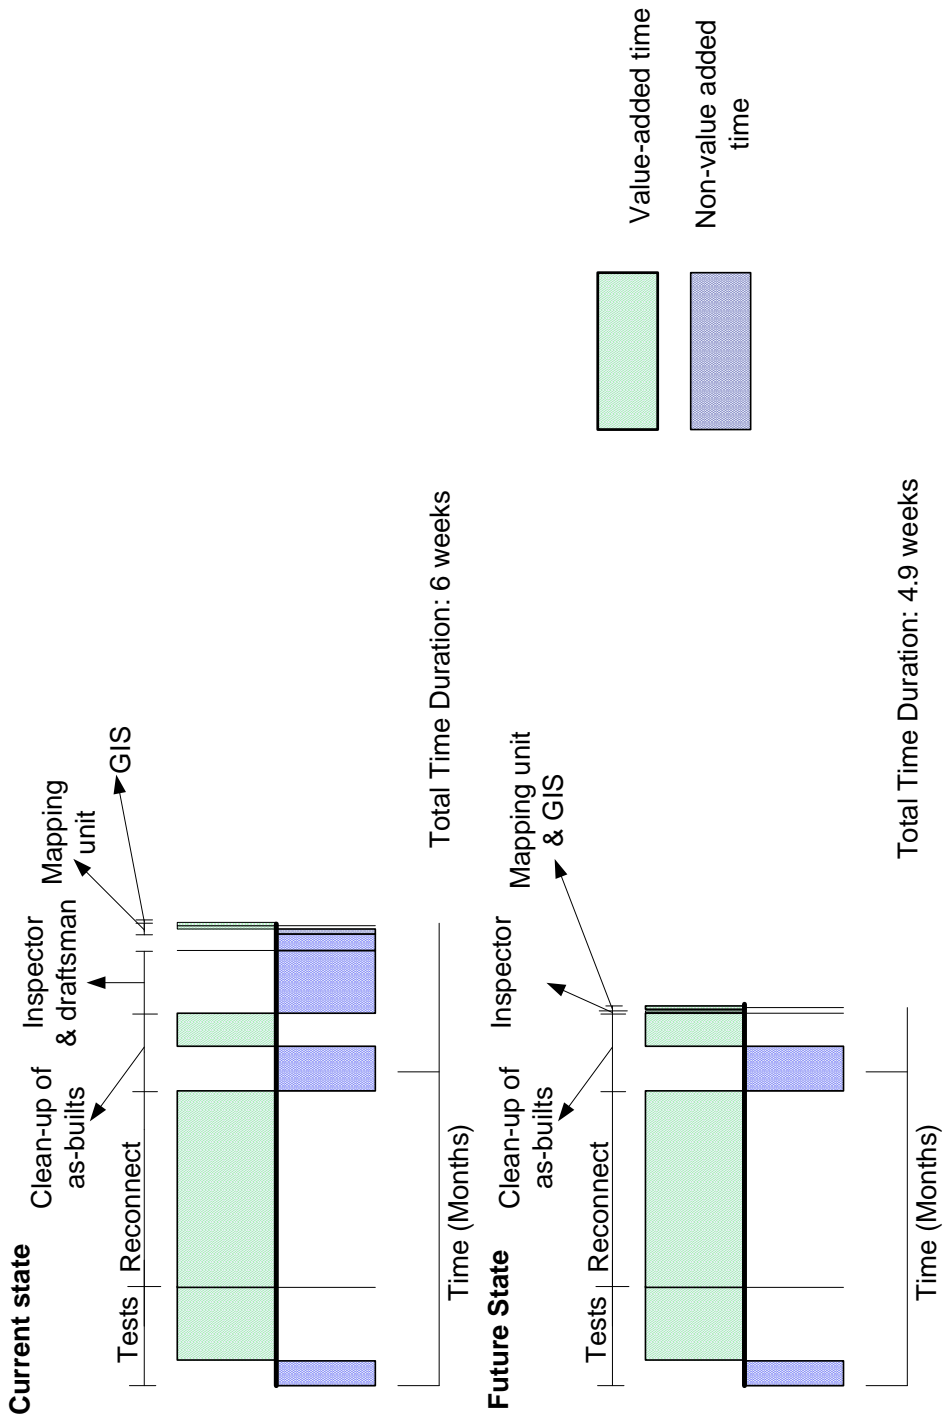 Current state
Tests
Reconnect
Clean-up of
as-builts
Inspector
& draftsman
Mapping
unit
GIS
Time (Months)
Total Time Duration: 6 weeks
Future State
Tests
Reconnect
Clean-up of
as-builts
Inspector
Mapping unit
& GIS
Time (Months)
Total Time Duration: 4.9 weeks
Value-added time
Non-value added
time